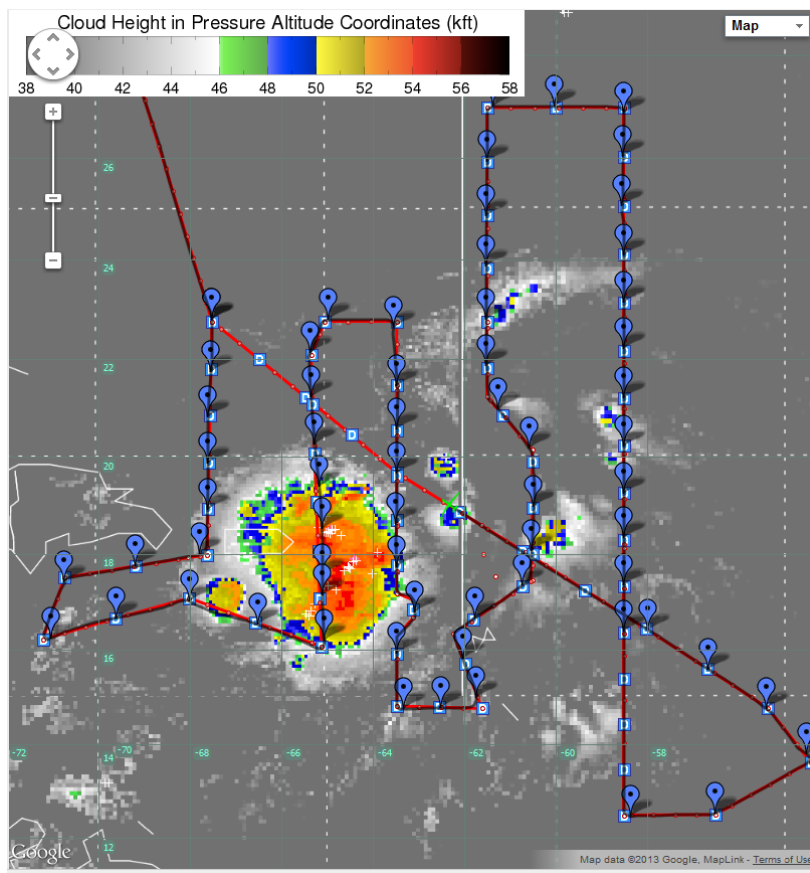 Cloud Height in Pressure Altitude Coordinates (kft)
Map
38 40 42 44 46 48 50 52 54 56 58
26
24
22
20
18
16
-72 -70 -68 -66 -64 -62 -60 -58
14
12
D
Google
Map data ©2013 Google, MapLink - Terms of Use